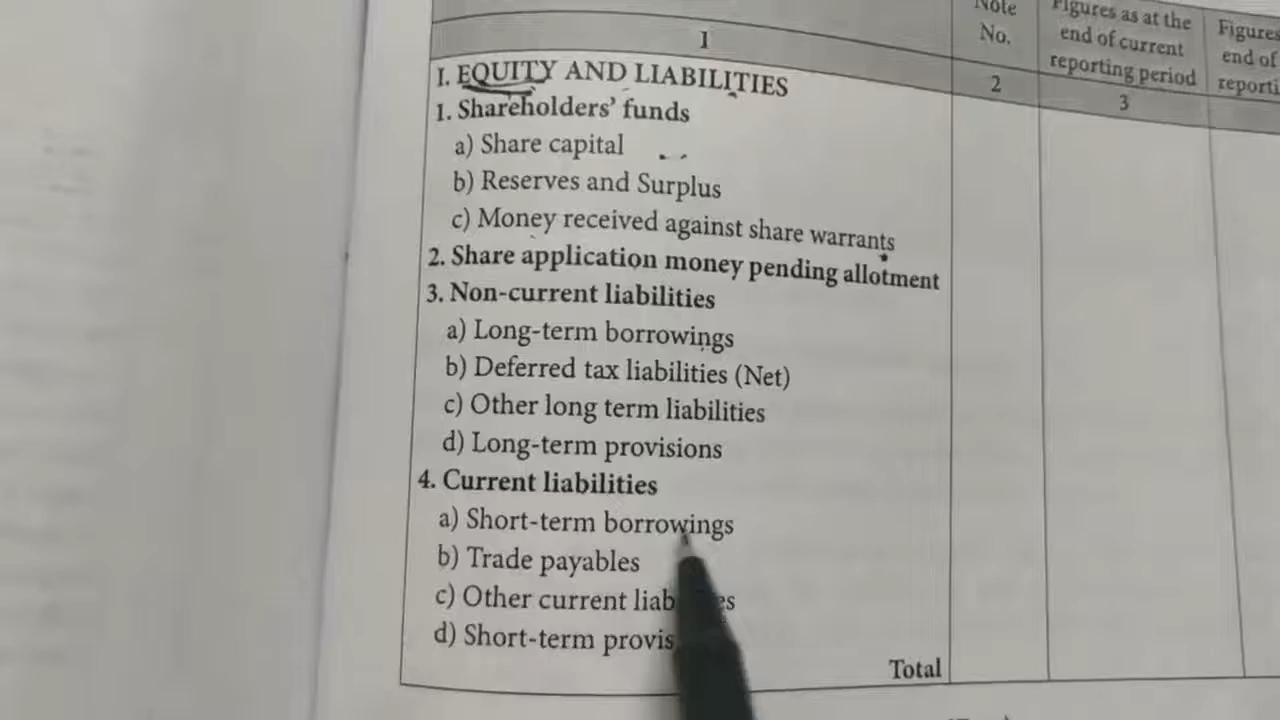 Note No.
Figures as at the end of current reporting period
Figures
end of
1
2
3
I. EQUITY AND LIABILITIES
1. Shareholders' funds
a) Share capital
b) Reserves and Surplus
c) Money received against share warrants
2. Share application money pending allotment
3. Non-current liabilities
a) Long-term borrowings
b) Deferred tax liabilities (Net)
c) Other long term liabilities
d) Long-term provisions
4. Current liabilities
a) Short-term borrowings
b) Trade payables
c) Other current
d) Short-term
Total